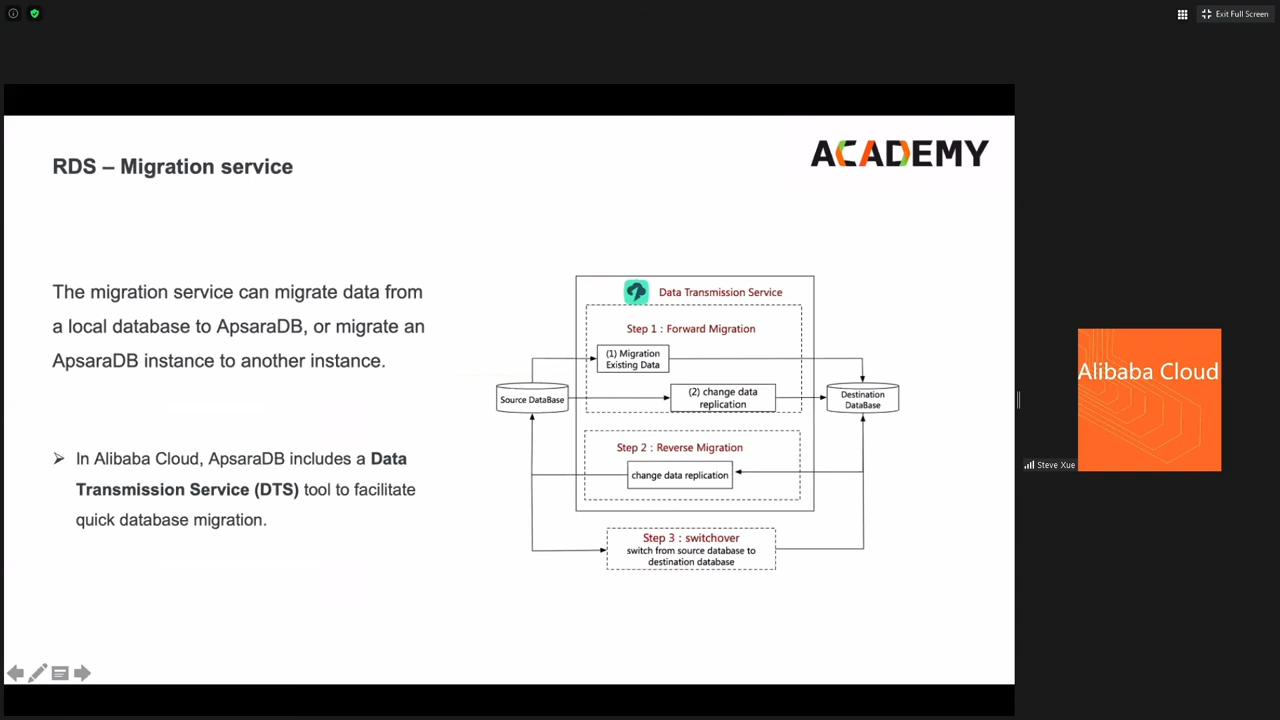 Exit Full Screen
RDS – Migration service
ACADEMY
The migration service can migrate data from
a local database to ApsaraDB, or migrate an
ApsaraDB instance to another instance.
➢ In Alibaba Cloud, ApsaraDB includes a Data
Transmission Service (DTS) tool to facilitate
quick database migration.
Data Transmission Service
Step 1 : Forward Migration
(1) Migration
Existing Data
Source DataBase
(2) change data
replication
Destination
DataBase
Step 2 : Reverse Migration
change data replication
Step 3 : switchover
switch from source database to
destination database
Alibaba Cloud
Steve Xue